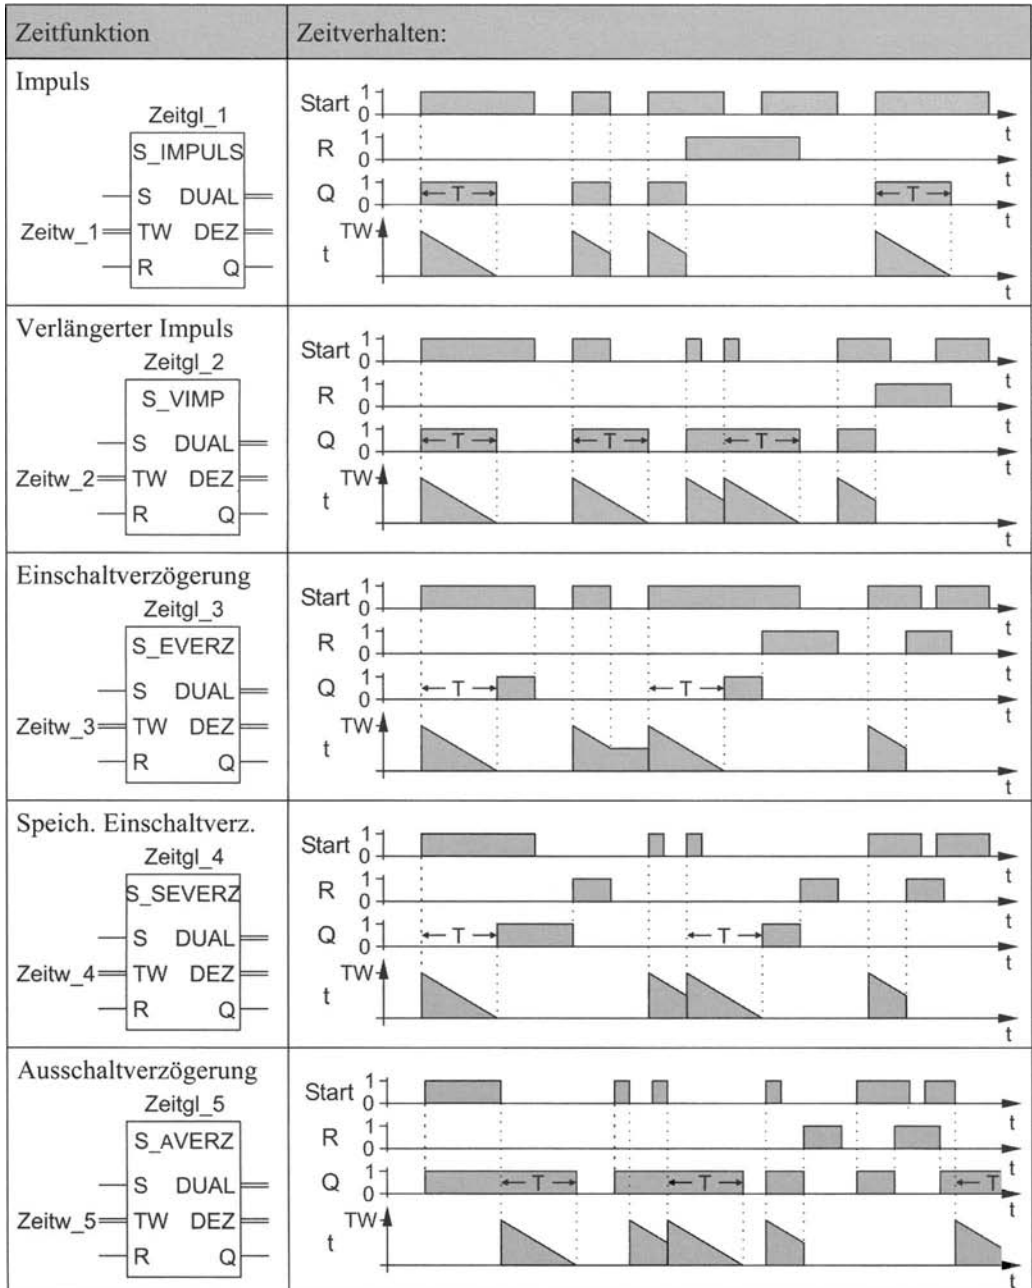 Zeitfunktion
Zeitverhalten:
Impuls
Zeitgl_1
S_IMPULS
S DUAL
Zeitw_1 TW DEZ
R Q
Start 1 0 t
R 1 0 t
Q 1 0 T T t
TW t t
Verlängerter Impuls
Zeitgl_2
S_VIMP
S DUAL
Zeitw_2 TW DEZ
R Q
Start 1 0 t
R 1 0 t
Q 1 0 T T T t
TW t t
Einschaltverzögerung
Zeitgl_3
S_EVERZ
S DUAL
Zeitw_3 TW DEZ
R Q
Start 1 0 t
R 1 0 t
Q 1 0 T T t
TW t t
Speich. Einschaltverz.
Zeitgl_4
S_SEVERZ
S DUAL
Zeitw_4 TW DEZ
R Q
Start 1 0 t
R 1 0 t
Q 1 0 T T t
TW t t
Ausschaltverzögerung
Zeitgl_5
S_AVERZ
S DUAL
Zeitw_5 TW DEZ
R Q
Start 1 0 t
R 1 0 t
Q 1 0 T T T t
TW t t